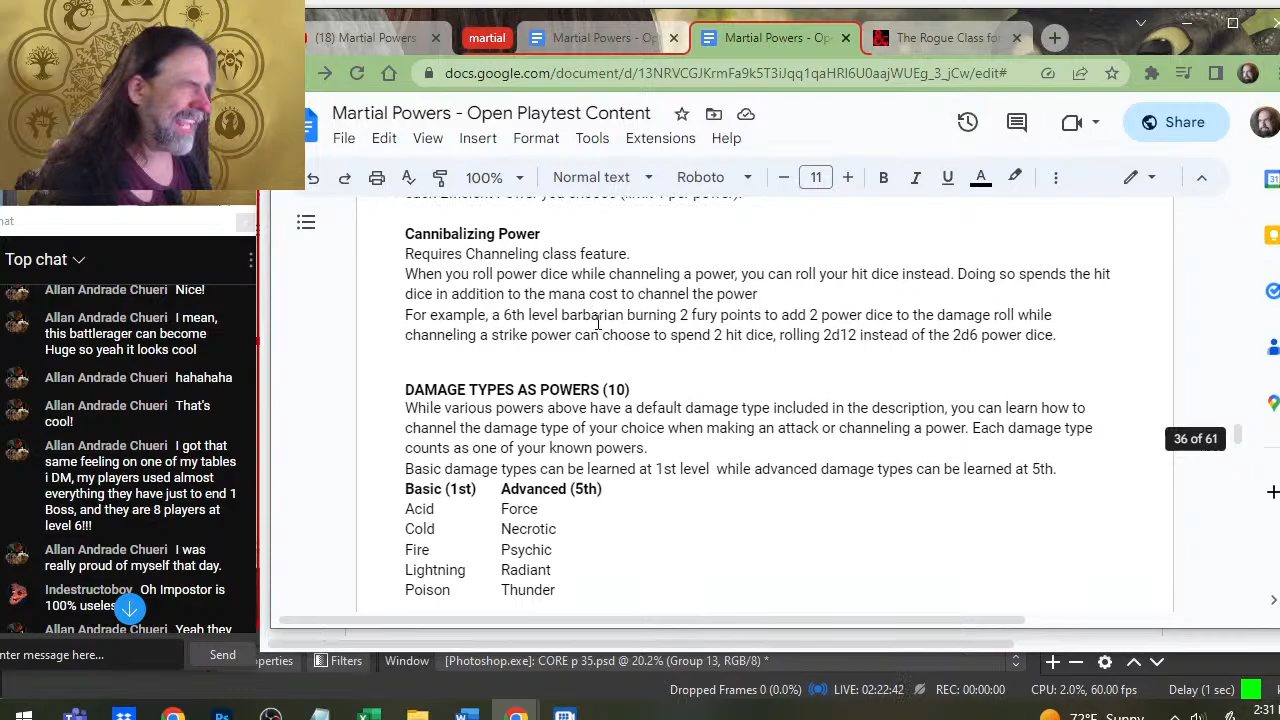 (18) Martial Powers
martial
Martial Powers - Op
Martial Powers - Ope
The Rogue Class for
docs.google.com/document/d/13NRVCGJKrmFa9k5T3iJqq1qaHRI6U0aajWUEg_3_jCw/edit#
Martial Powers - Open Playtest Content
File Edit View Insert Format Tools Extensions Help
Share
100% Normal text Roboto 11 B I U A
Cannibalizing Power
Requires Channeling class feature.
When you roll power dice while channeling a power, you can roll your hit dice instead. Doing so spends the hit
dice in addition to the mana cost to channel the power
For example, a 6th level barbarian burning 2 fury points to add 2 power dice to the damage roll while
channeling a strike power can choose to spend 2 hit dice, rolling 2d12 instead of the 2d6 power dice.
DAMAGE TYPES AS POWERS (10)
While various powers above have a default damage type included in the description, you can learn how to
channel the damage type of your choice when making an attack or channeling a power. Each damage type
counts as one of your known powers.
Basic damage types can be learned at 1st level while advanced damage types can be learned at 5th.
Basic (1st) Advanced (5th)
Acid Force
Cold Necrotic
Fire Psychic
Lightning Radiant
Poison Thunder
36 of 61
31
hat
Top chat
Allan Andrade Chueri Nice!
Allan Andrade Chueri I mean,
this battlerager can become
Huge so yeah it looks cool
Allan Andrade Chueri hahahaha
Allan Andrade Chueri That's
cool!
Allan Andrade Chueri I got that
same feeling on one of my tables
i DM, my players used almost
everything they have just to end 1
Boss, and they are 8 players at
level 6!!!
Allan Andrade Chueri I was
really proud of myself that day.
Indestructoboy Oh Impostor is
100% useles
Allan Andrade Chueri Yeah they
nter message here...
Send
perties Filters Window [Photoshop.exe]: CORE p 35.psd @ 20.2% (Group 13, RGB/8) *
Dropped Frames 0 (0.0%) LIVE: 02:22:42 REC: 00:00:00 CPU: 2.0%, 60.00 fps Delay (1 sec)
72°F Sunny
2:31